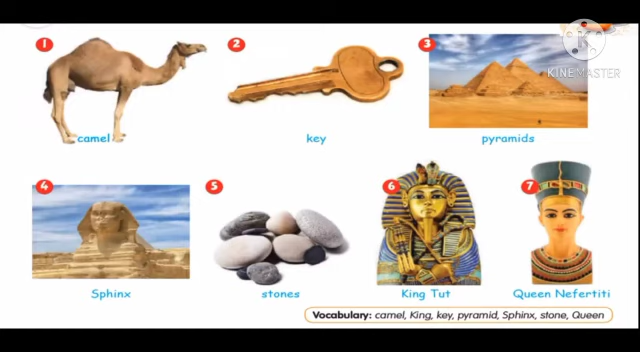 KINEMASTER
1
2
3
camel
key
pyramids
4
5
6
7
Sphinx
stones
King Tut
Queen Nefertiti
Vocabulary: camel, King, key, pyramid, Sphinx, stone, Queen